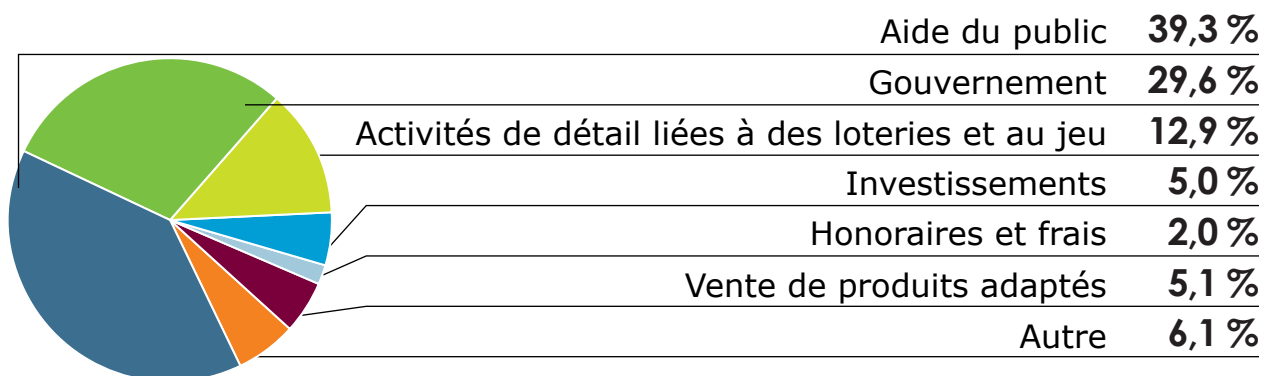 Aide du public 39,3 %
Gouvernement 29,6 %
Activités de détail liées à des loteries et au jeu 12,9 %
Investissements 5,0 %
Honoraires et frais 2,0 %
Vente de produits adaptés 5,1 %
Autre 6,1 %